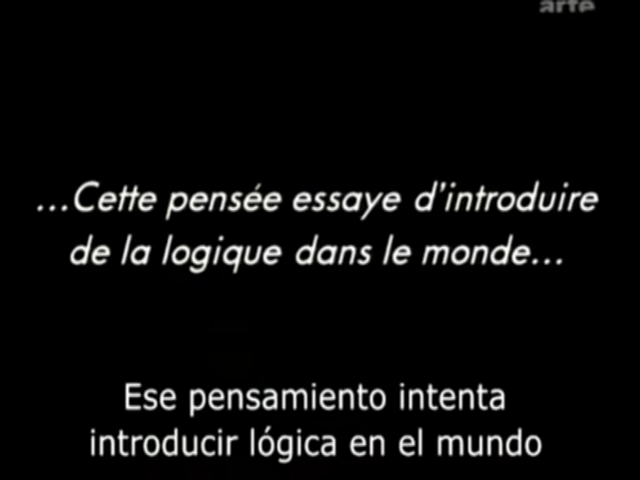 arte
...Cette pensée essaye d'introduire
de la logique dans le monde...
Ese pensamiento intenta
introducir lógica en el mundo